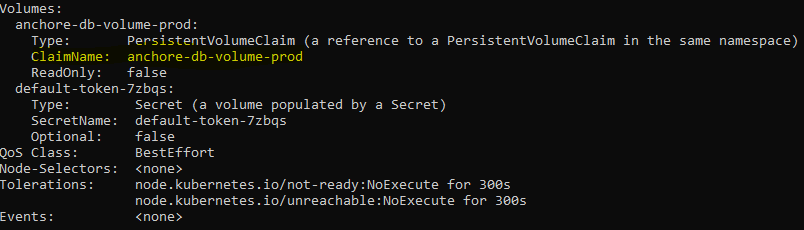 Volumes:
anchore-db-volume-prod:
Type: PersistentVolumeClaim (a reference to a PersistentVolumeClaim in the same namespace)
ClaimName: anchore-db-volume-prod
ReadOnly: false
default-token-7zbqs:
Type: Secret (a volume populated by a Secret)
SecretName: default-token-7zbqs
Optional: false
QoS Class: BestEffort
Node-Selectors: <none>
Tolerations: node.kubernetes.io/not-ready:NoExecute for 300s
node.kubernetes.io/unreachable:NoExecute for 300s
Events: <none>